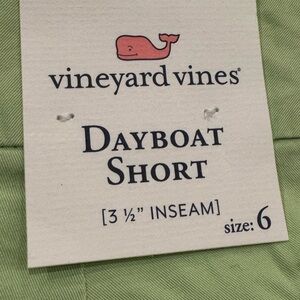 vineyard vines®
DAYBOAT
SHORT
[3 ½" INSEAM]
size: 6